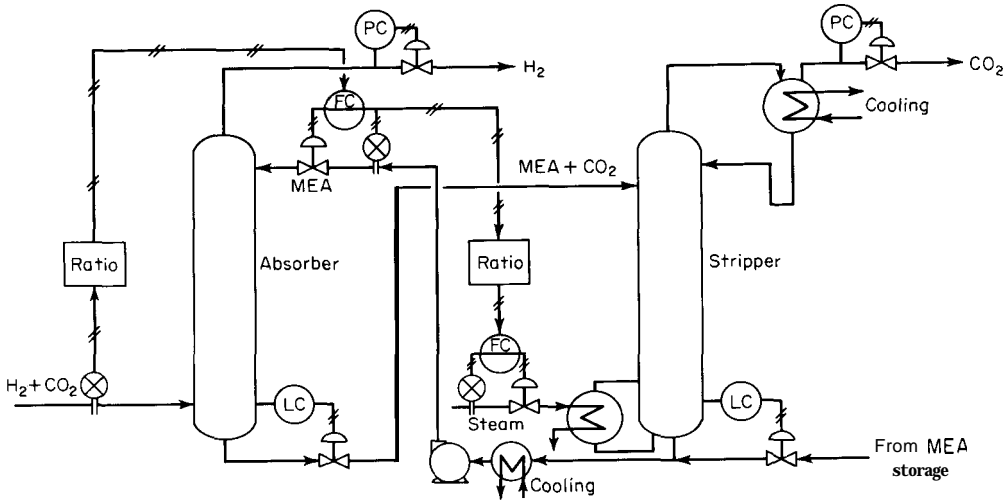 PC
H₂
FC
MEA
Ratio
Absorber
H₂+CO₂
LC
MEA + CO₂
Ratio
FC
Steam
Cooling
PC
CO₂
Cooling
Stripper
LC
From MEA
storage